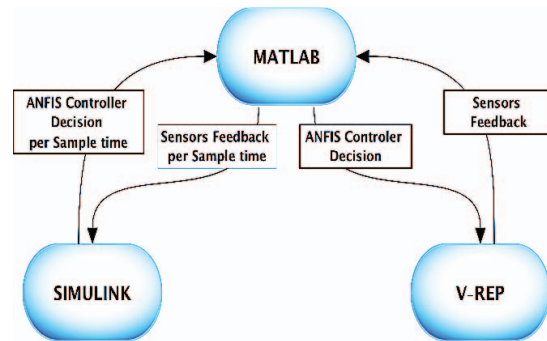 MATLAB
ANFIS Controller
Decision
per Sample time
Sensors Feedback
per Sample time
ANFIS Controler
Decision
Sensors
Feedback
SIMULINK
V-REP